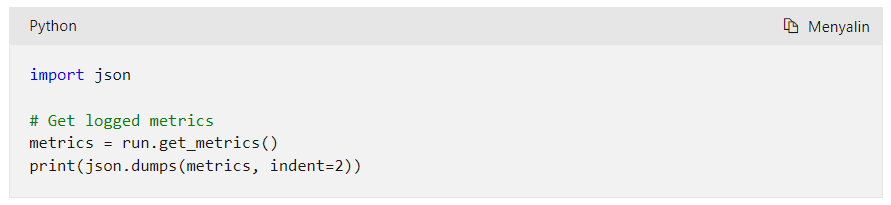 Python
Menyalin
import json
# Get logged metrics
metrics = run.get_metrics()
print(json.dumps(metrics, indent=2))